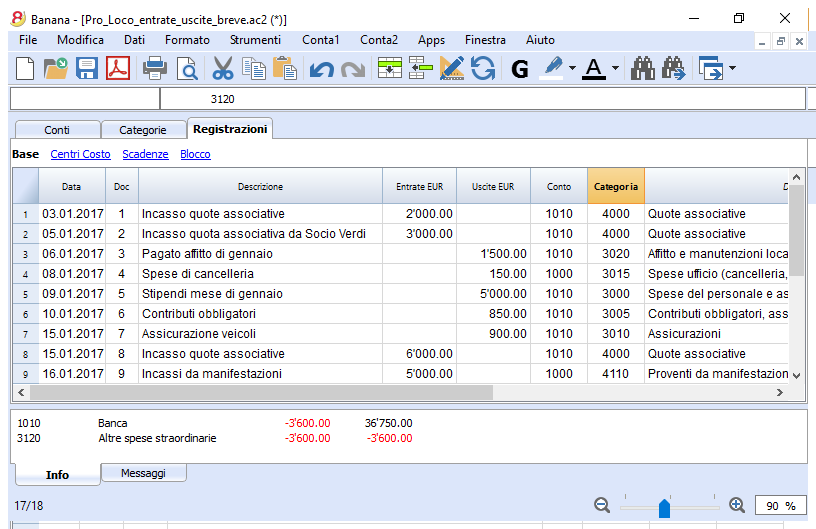 Banana - [Pro_Loco_entrate_uscite_breve.ac2 (*)]
File Modifica Dati Formato Strumenti Conta1 Conta2 Apps Finestra Aiuto
G A
3120
Conti Categorie Registrazioni
Base Centri Costo Scadenze Blocco
Data Doc Descrizione Entrate EUR Uscite EUR Conto Categoria
1 03.01.2017 1 Incasso quote associative 2'000.00 1010 4000 Quote associative
2 05.01.2017 2 Incasso quota associativa da Socio Verdi 3'000.00 1010 4000 Quote associative
3 06.01.2017 3 Pagato affitto di gennaio 1'500.00 1010 3020 Affitto e manutenzioni loca
4 08.01.2017 4 Spese di cancelleria 150.00 1000 3015 Spese ufficio (cancelleria,
5 09.01.2017 5 Stipendi mese di gennaio 5'000.00 1010 3000 Spese del personale e as
6 10.01.2017 6 Contributi obbligatori 850.00 1010 3005 Contributi obbligatori, ass
7 15.01.2017 7 Assicurazione veicoli 900.00 1010 3010 Assicurazioni
8 15.01.2017 8 Incasso quote associative 6'000.00 1010 4000 Quote associative
9 16.01.2017 9 Incassi da manifestazioni 5'000.00 1000 4110 Proventi da manifestazion
1010 Banca -3'600.00 36'750.00
3120 Altre spese straordinarie -3'600.00 -3'600.00
Info Messaggi
17/18 90 %